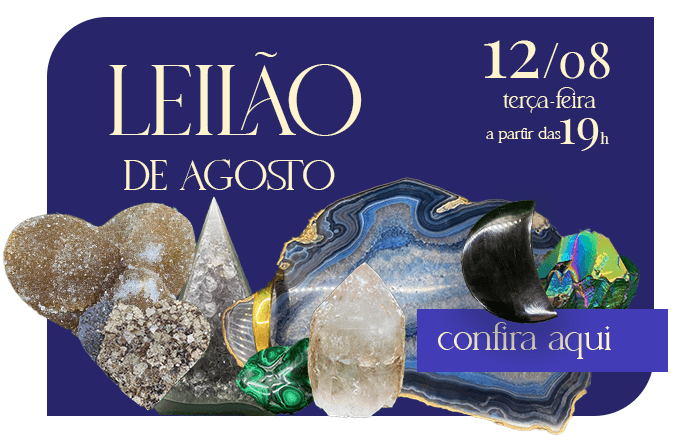 LEILÃO
DE AGOSTO
12/08
terça-feira
a partir das 19h
confira aqui